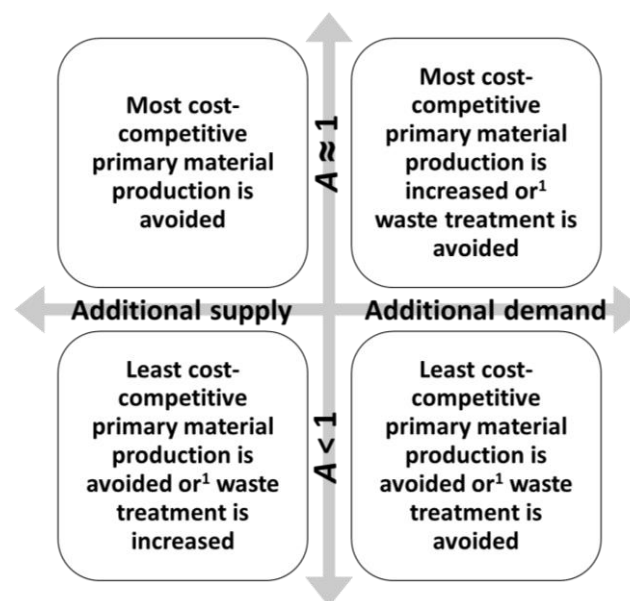 Most cost-
competitive
primary material
production is
avoided
A ≈ 1
Most cost-
competitive
primary material
production is
increased or¹
waste treatment is
avoided
Additional supply
Additional demand
Least cost-
competitive
primary material
production is
avoided or¹ waste
treatment is
increased
A < 1
Least cost-
competitive
primary material
production is
avoided or¹ waste
treatment is
avoided